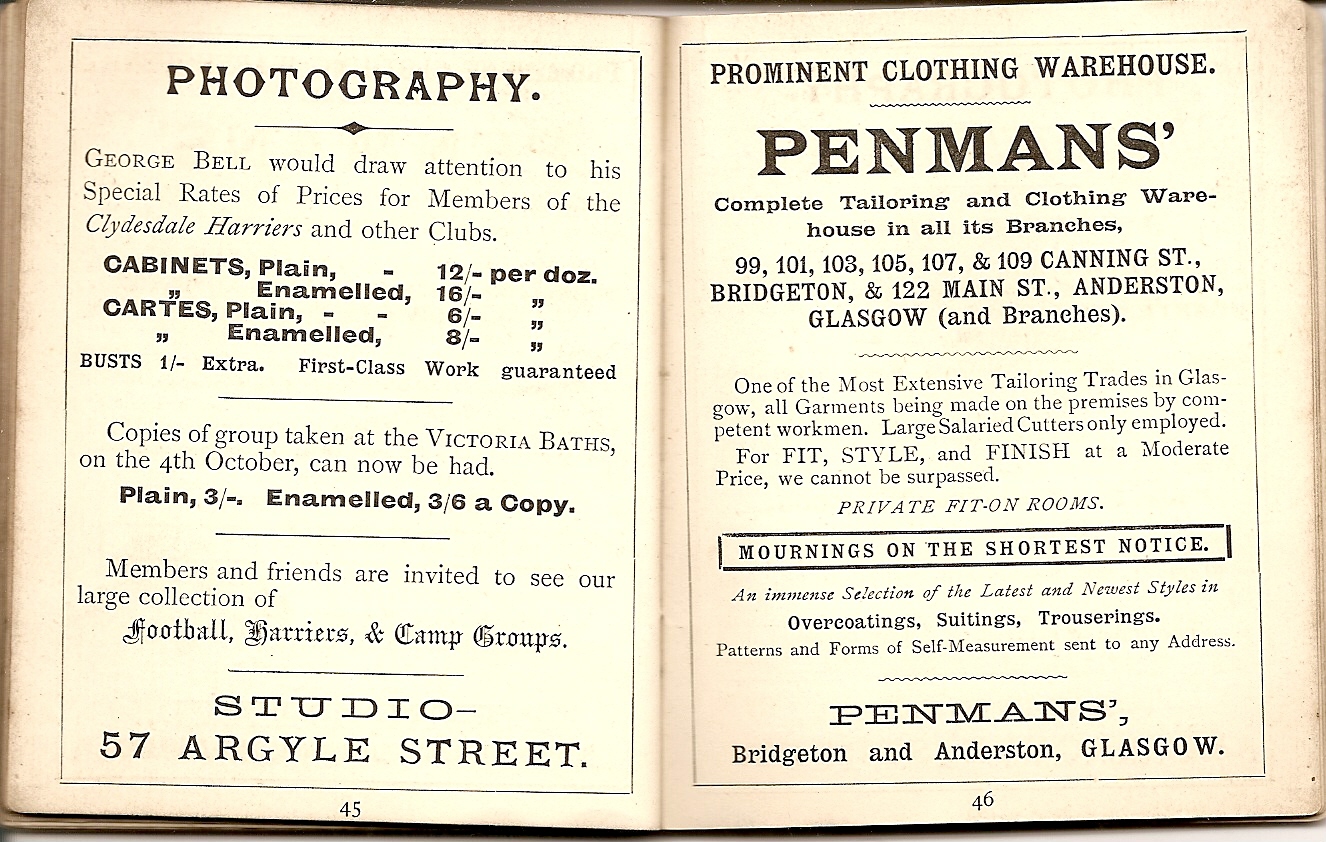 PHOTOGRAPHY.
GEORGE BELL would draw attention to his
Special Rates of Prices for Members of the
Clydesdale Harriers and other Clubs.
CABINETS, Plain, - 12/- per doz.
„ Enamelled, 16/- „
CARTES, Plain, - - 6/- „
„ Enamelled, 8/- „
BUSTS 1/- Extra. First-Class Work guaranteed
Copies of group taken at the VICTORIA BATHS,
on the 4th October, can now be had.
Plain, 3/-. Enamelled, 3/6 a Copy.
Members and friends are invited to see our
large collection of
Football, Harriers, & Camp Groups.
STUDIO–
57 ARGYLE STREET.
45
PROMINENT CLOTHING WAREHOUSE.
PENMANS’
Complete Tailoring and Clothing Ware-
house in all its Branches,
99, 101, 103, 105, 107, & 109 CANNING ST.,
BRIDGETON, & 122 MAIN ST., ANDERSTON,
GLASGOW (and Branches).
One of the Most Extensive Tailoring Trades in Glas-
gow, all Garments being made on the premises by com-
petent workmen. Large Salaried Cutters only employed.
For FIT, STYLE, and FINISH at a Moderate
Price, we cannot be surpassed.
PRIVATE FIT-ON ROOMS.
MOURNINGS ON THE SHORTEST NOTICE.
An immense Selection of the Latest and Newest Styles in
Overcoatings, Suitings, Trouserings.
Patterns and Forms of Self-Measurement sent to any Address.
PENMANS’,
Bridgeton and Anderston, GLASGOW.
46